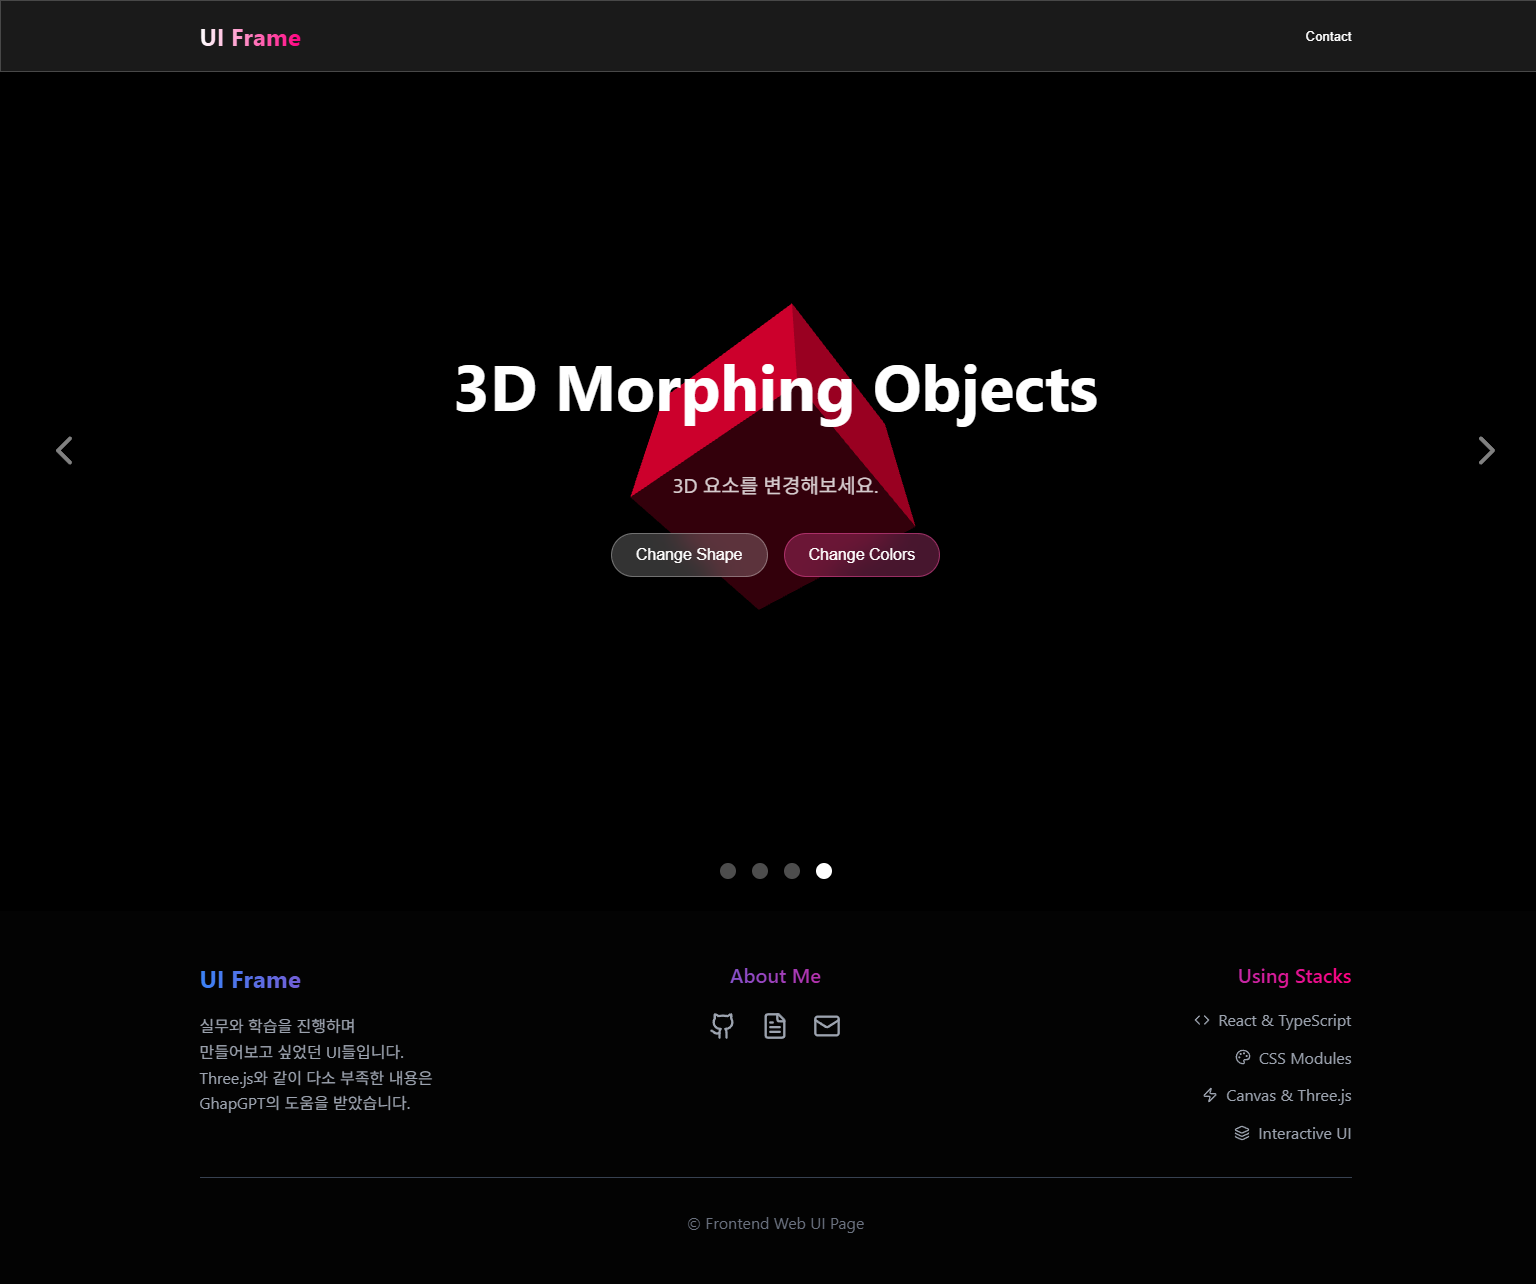 UI Frame
Contact
3D Morphing Objects
3D 요소를 변경해보세요.
Change Shape
Change Colors
UI Frame
실무와 학습을 진행하며
만들어보고 싶었던 UI들입니다.
Three.js와 같이 다소 부족한 내용은
GhapGPT의 도움을 받았습니다.
About Me
Using Stacks
React & TypeScript
CSS Modules
Canvas & Three.js
Interactive UI
© Frontend Web UI Page